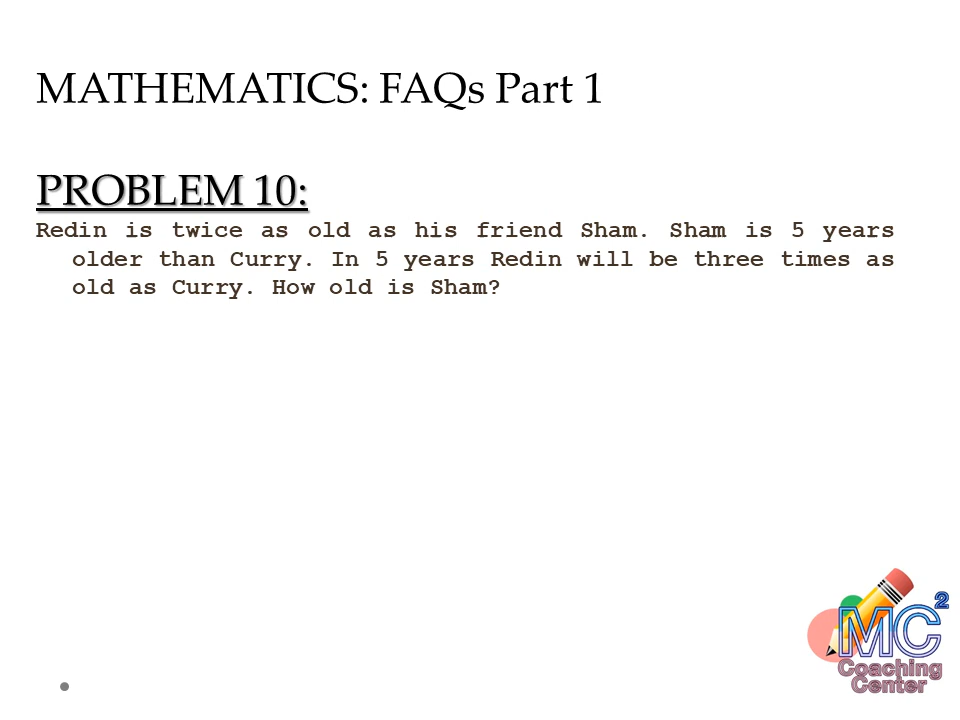 MATHEMATICS: FAQs Part 1
PROBLEM 10:
Redin is twice as old as his friend Sham. Sham is 5 years
older than Curry. In 5 years Redin will be three times as
old as Curry. How old is Sham?
MC²
Coaching
Center